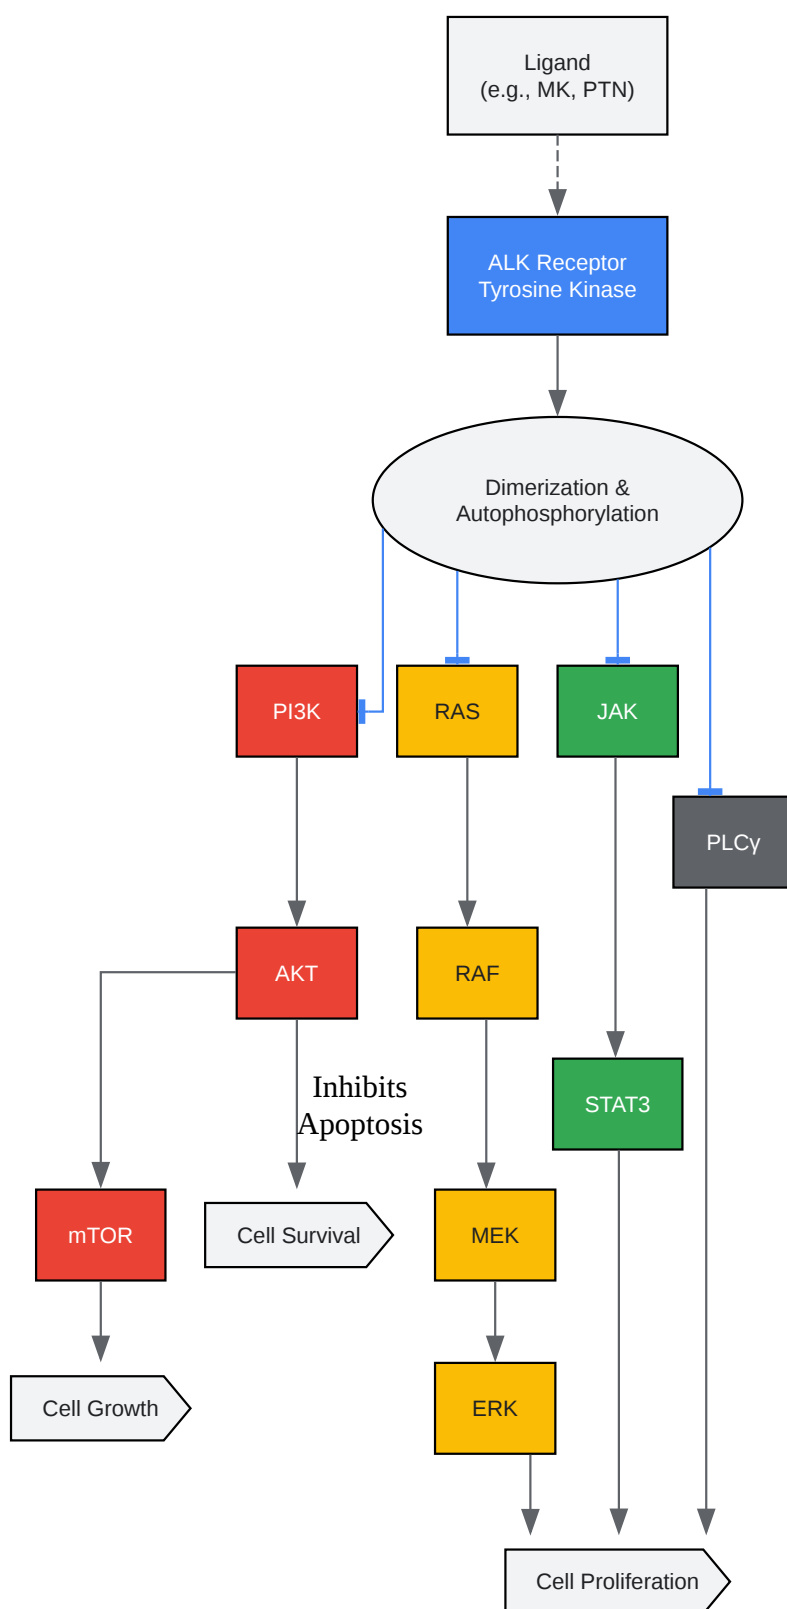 Ligand
(e.g., MK, PTN)
ALK Receptor
Tyrosine Kinase
Dimerization &
Autophosphorylation
PI3K
RAS
JAK
PLCγ
AKT
RAF
Inhibits
Apoptosis
STAT3
mTOR
Cell Survival
MEK
Cell Growth
ERK
Cell Proliferation